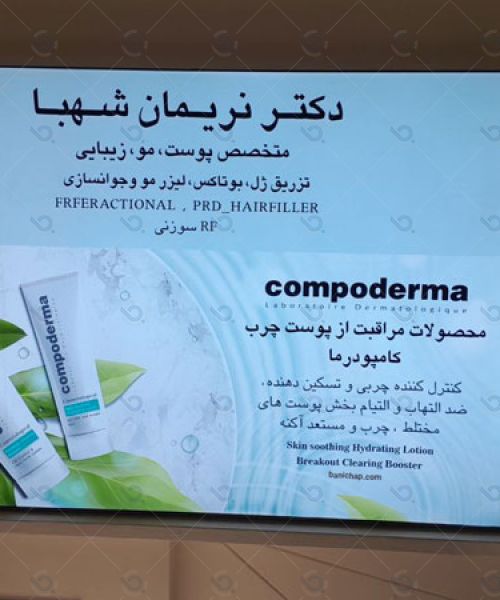 دکتر نریمان شهبا
متخصص پوست، مو، زیبایی
تزریق ژل، بوتاکس، لیزر مو وجوانسازی
FRFERACTIONAL , PRD_HAIRFILLER
RF سوزنی
compoderma
Laboratoire Dermatologique
محصولات مراقبت از پوست چرب
کامپودرما
کنترل کننده چربی و تسکین دهنده،
ضد التهاب و التیام بخش پوست های
مختلط، چرب و مستعد آکنه
Skin soothing Hydrating Lotion
Breakout Clearing Booster
banichap.com
compoderma